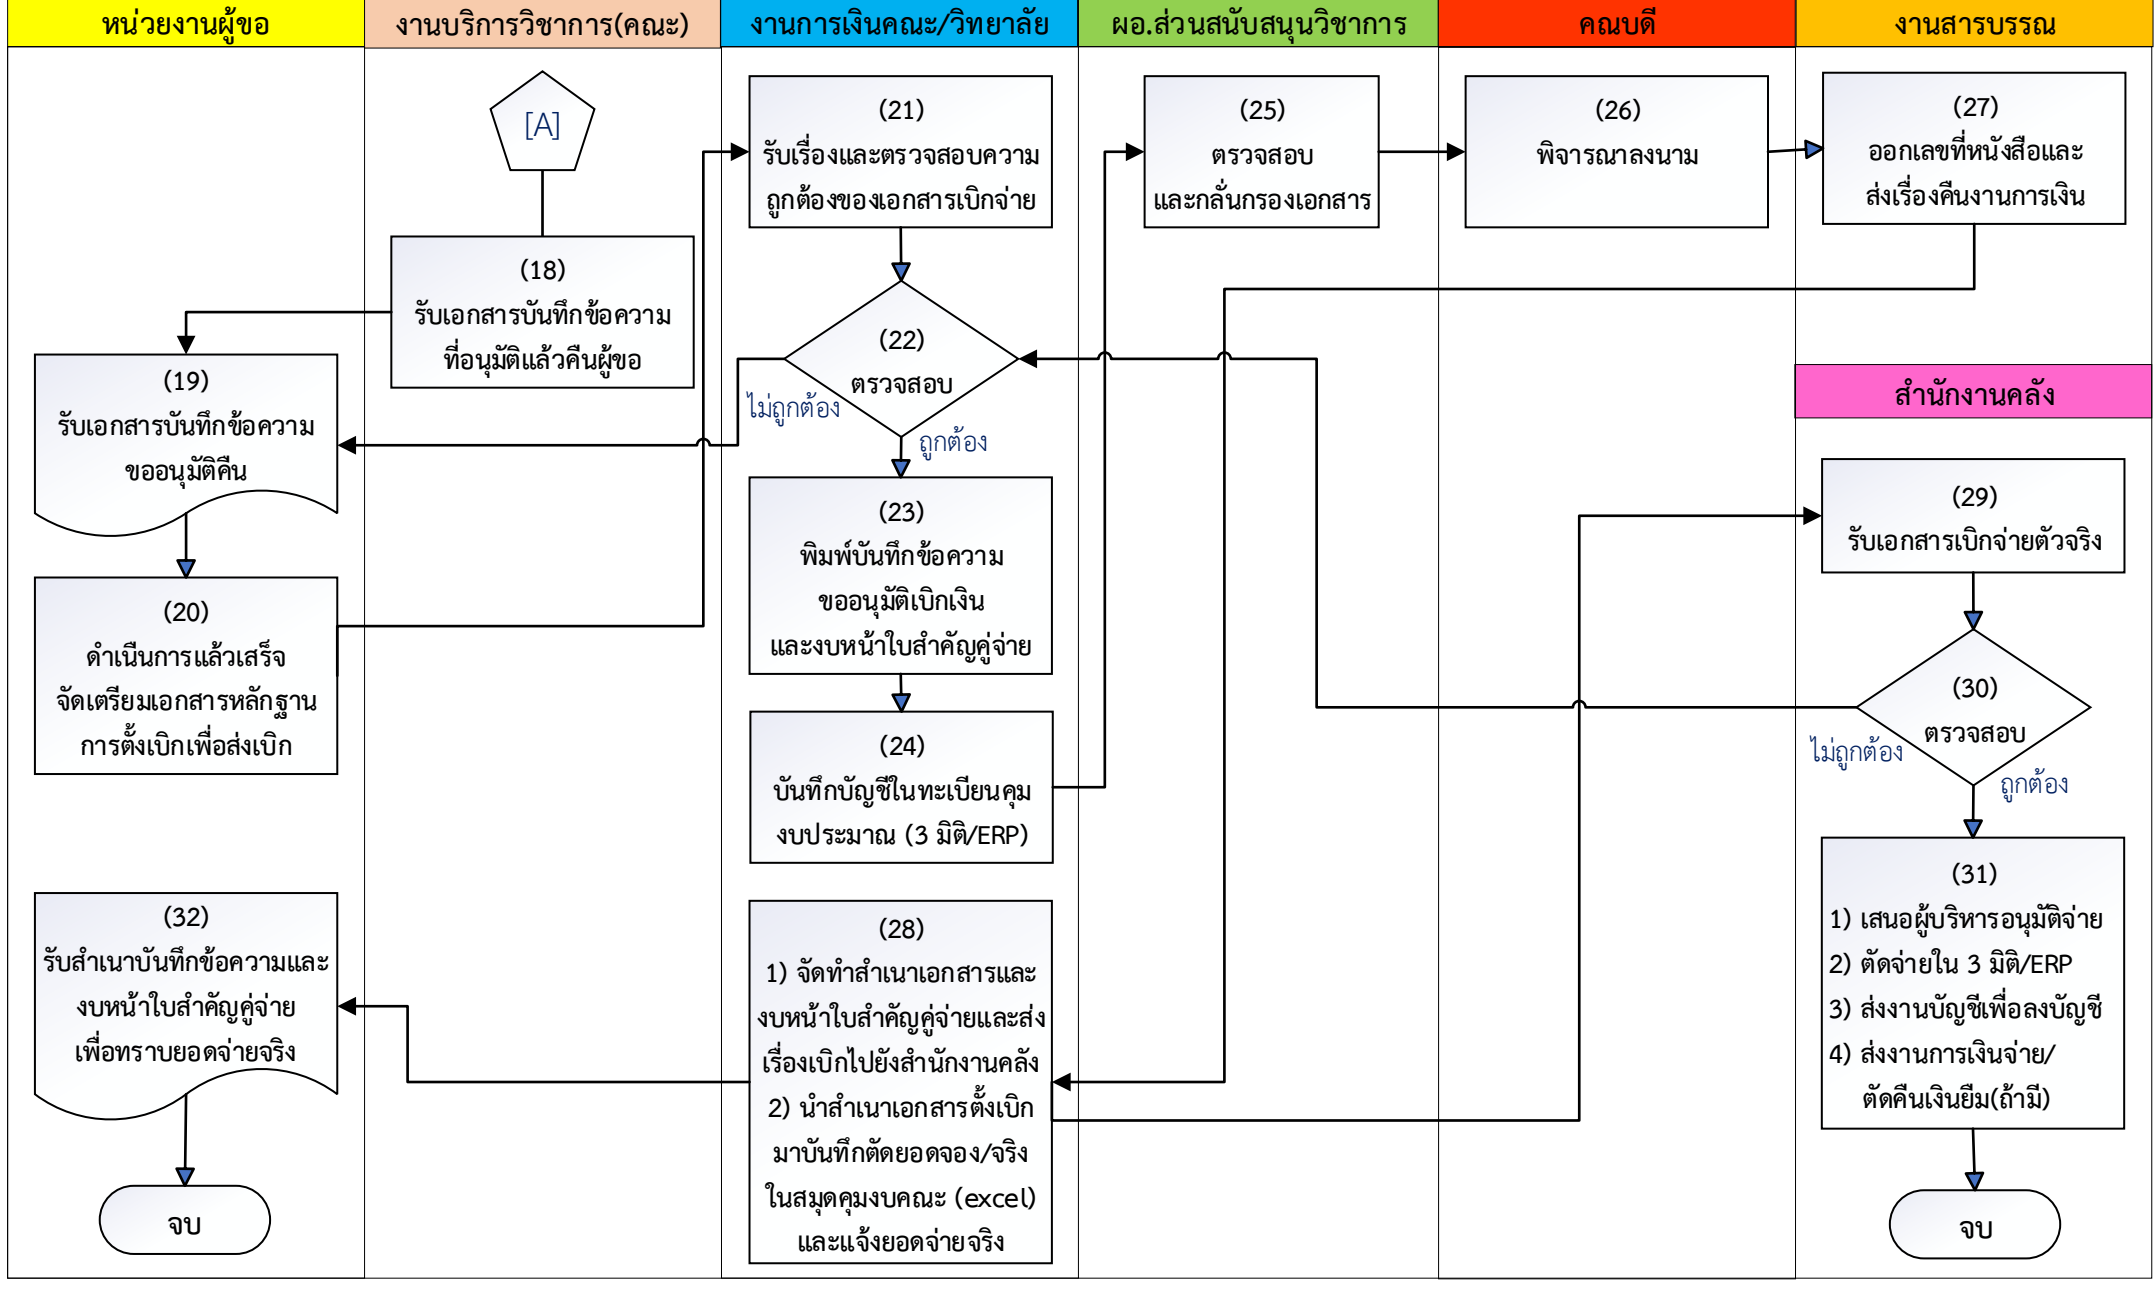 หน่วยงานผู้ขอ
งานบริการวิชาการ(คณะ)
งานการเงินคณะ/วิทยาลัย
ผอ.ส่วนสนับสนุนวิชาการ
คณบดี
งานสารบรรณ
[A]
(18)
รับเอกสารบันทึกข้อความ
ที่อนุมัติแล้วคืนผู้ขอ
(19)
รับเอกสารบันทึกข้อความ
ขออนุมัติคืน
(20)
ดำเนินการแล้วเสร็จ
จัดเตรียมเอกสารหลักฐาน
การตั้งเบิกเพื่อส่งเบิก
(21)
รับเรื่องและตรวจสอบความ
ถูกต้องของเอกสารเบิกจ่าย
(22)
ตรวจสอบ
ไม่ถูกต้อง
ถูกต้อง
(23)
พิมพ์บันทึกข้อความ
ขออนุมัติเบิกเงิน
และงบหน้าใบสำคัญคู่จ่าย
(24)
บันทึกบัญชีในทะเบียนคุม
งบประมาณ (3 มิติ/ERP)
(25)
ตรวจสอบ
และกลั่นกรองเอกสาร
(26)
พิจารณาลงนาม
(27)
ออกเลขที่หนังสือและ
ส่งเรื่องคืนงานการเงิน
(28)
1) จัดทำสำเนาเอกสารและ
งบหน้าใบสำคัญคู่จ่ายและส่ง
เรื่องเบิกไปยังสำนักงานคลัง
2) นำสำเนาเอกสารตั้งเบิก
มาบันทึกตัดยอดจอง/จริง
ในสมุดคุมงบคณะ (excel)
และแจ้งยอดจ่ายจริง
สำนักงานคลัง
(29)
รับเอกสารเบิกจ่ายตัวจริง
(30)
ตรวจสอบ
ไม่ถูกต้อง
ถูกต้อง
(31)
1) เสนอผู้บริหารอนุมัติจ่าย
2) ตัดจ่ายใน 3 มิติ/ERP
3) ส่งงานบัญชีเพื่อลงบัญชี
4) ส่งงานการเงินจ่าย/
ตัดคืนเงินยืม(ถ้ามี)
จบ
(32)
รับสำเนาบันทึกข้อความและ
งบหน้าใบสำคัญคู่จ่าย
เพื่อทราบยอดจ่ายจริง
จบ